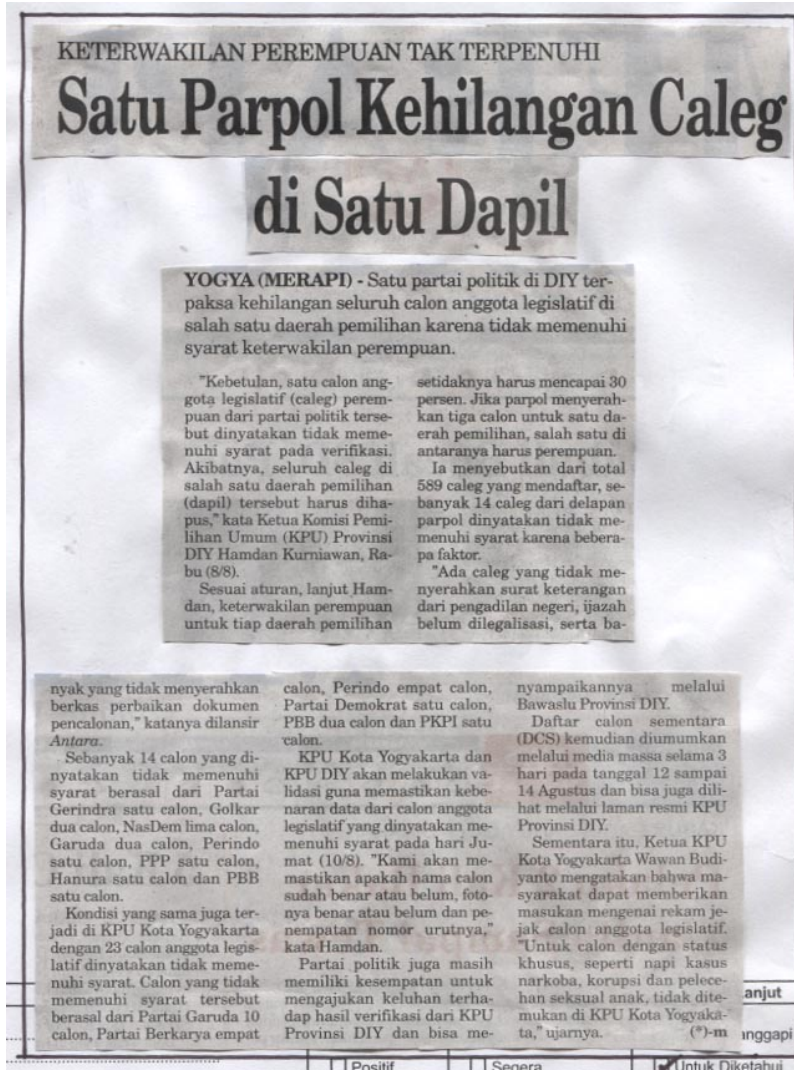 KETERWAKILAN PEREMPUAN TAK TERPENUHI
Satu Parpol Kehilangan Caleg
di Satu Dapil
YOGYA (MERAPI) - Satu partai politik di DIY ter-
paksa kehilangan seluruh calon anggota legislatif di
salah satu daerah pemilihan karena tidak memenuhi
syarat keterwakilan perempuan.
"Kebetulan, satu calon ang-
gota legislatif (caleg) perem-
puan dari partai politik terse-
but dinyatakan tidak meme-
nuhi syarat pada verifikasi.
Akibatnya, seluruh caleg di
salah satu daerah pemilihan
(dapil) tersebut harus diha-
pus," kata Ketua Komisi Pemi-
lihan Umum (KPU) Provinsi
DIY Hamdan Kurniawan, Ra-
bu (8/8).
Sesuai aturan, lanjut Ham-
dan, keterwakilan perempuan
untuk tiap daerah pemilihan
setidaknya harus mencapai 30
persen. Jika parpol menyerah-
kan tiga calon untuk satu da-
erah pemilihan, salah satu di
antaranya harus perempuan.
Ia menyebutkan dari total
589 caleg yang mendaftar, se-
banyak 14 caleg dari delapan
parpol dinyatakan tidak me-
menuhi syarat karena bebera-
pa faktor.
"Ada caleg yang tidak me-
nyerahkan surat keterangan
dari pengadilan negeri, ijazah
belum dilegalisasi, serta ba-
nyak yang tidak menyerahkan
berkas perbaikan dokumen
pencalonan," katanya dilansir
Antara.
Sebanyak 14 calon yang di-
nyatakan tidak memenuhi
syarat berasal dari Partai
Gerindra satu calon, Golkar
dua calon, NasDem lima calon,
Garuda dua calon, Perindo
satu calon, PPP satu calon,
Hanura satu calon dan PBB
satu calon.
Kondisi yang sama juga ter-
jadi di KPU Kota Yogyakarta
dengan 23 calon anggota legis-
latif dinyatakan tidak meme-
nuhi syarat. Calon yang tidak
memenuhi syarat tersebut
berasal dari Partai Garuda 10
calon, Partai Berkarya empat
calon, Perindo empat calon,
Partai Demokrat satu calon,
PBB dua calon dan PKPI satu
calon.
KPU Kota Yogyakarta dan
KPU DIY akan melakukan va-
lidasi guna memastikan kebe-
naran data dari calon anggota
legislatif yang dinyatakan me-
menuhi syarat pada hari Ju-
mat (10/8). "Kami akan me-
mastikan apakah nama calon
sudah benar atau belum, foto-
nya benar atau belum dan pe-
nempatan nomor urutnya,"
kata Hamdan.
Partai politik juga masih
memiliki kesempatan untuk
mengajukan keluhan terha-
dap hasil verifikasi dari KPU
Provinsi DIY dan bisa me-
nyampaikannya melalui
Bawaslu Provinsi DIY.
Daftar calon sementara
(DCS) kemudian diumumkan
melalui media massa selama 3
hari pada tanggal 12 sampai
14 Agustus dan bisa juga dili-
hat melalui laman resmi KPU
Provinsi DIY.
Sementara itu, Ketua KPU
Kota Yogyakarta Wawan Budi-
yanto mengatakan bahwa ma-
syarakat dapat memberikan
masukan mengenai rekam je-
jak calon anggota legislatif.
"Untuk calon dengan status
khusus, seperti napi kasus
narkoba, korupsi dan pelece-
han seksual anak, tidak dite-
mukan di KPU Kota Yogyaka-
ta," ujarnya. (*)-m
anjut
nggapi
Positif
Segera
Untuk Diketahui